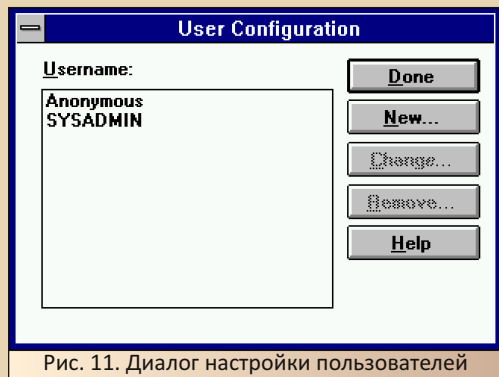 User Configuration
Username:
Anonymous
SYSADMIN
Done
New...
Change...
Remove...
Help
Рис. 11. Диалог настройки пользователей